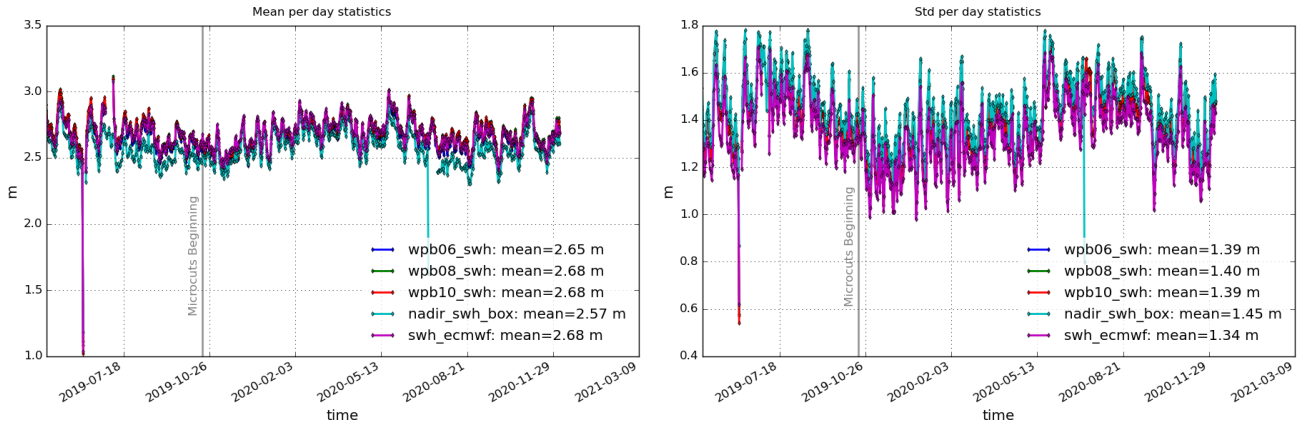 Mean per day statistics
3.5
3.0
2.5
2.0
1.5
1.0
m
Microcuts Beginning
wpb06_swh: mean=2.65 m
wpb08_swh: mean=2.68 m
wpb10_swh: mean=2.68 m
nadir_swh_box: mean=2.57 m
swh_ecmwf: mean=2.68 m
2019-07-18
2019-10-26
2020-02-03
2020-05-13
2020-08-21
2020-11-29
2021-03-09
time
Std per day statistics
1.8
1.6
1.4
1.2
1.0
0.8
0.6
0.4
m
Microcuts Beginning
wpb06_swh: mean=1.39 m
wpb08_swh: mean=1.40 m
wpb10_swh: mean=1.39 m
nadir_swh_box: mean=1.45 m
swh_ecmwf: mean=1.34 m
2019-07-18
2019-10-26
2020-02-03
2020-05-13
2020-08-21
2020-11-29
2021-03-09
time